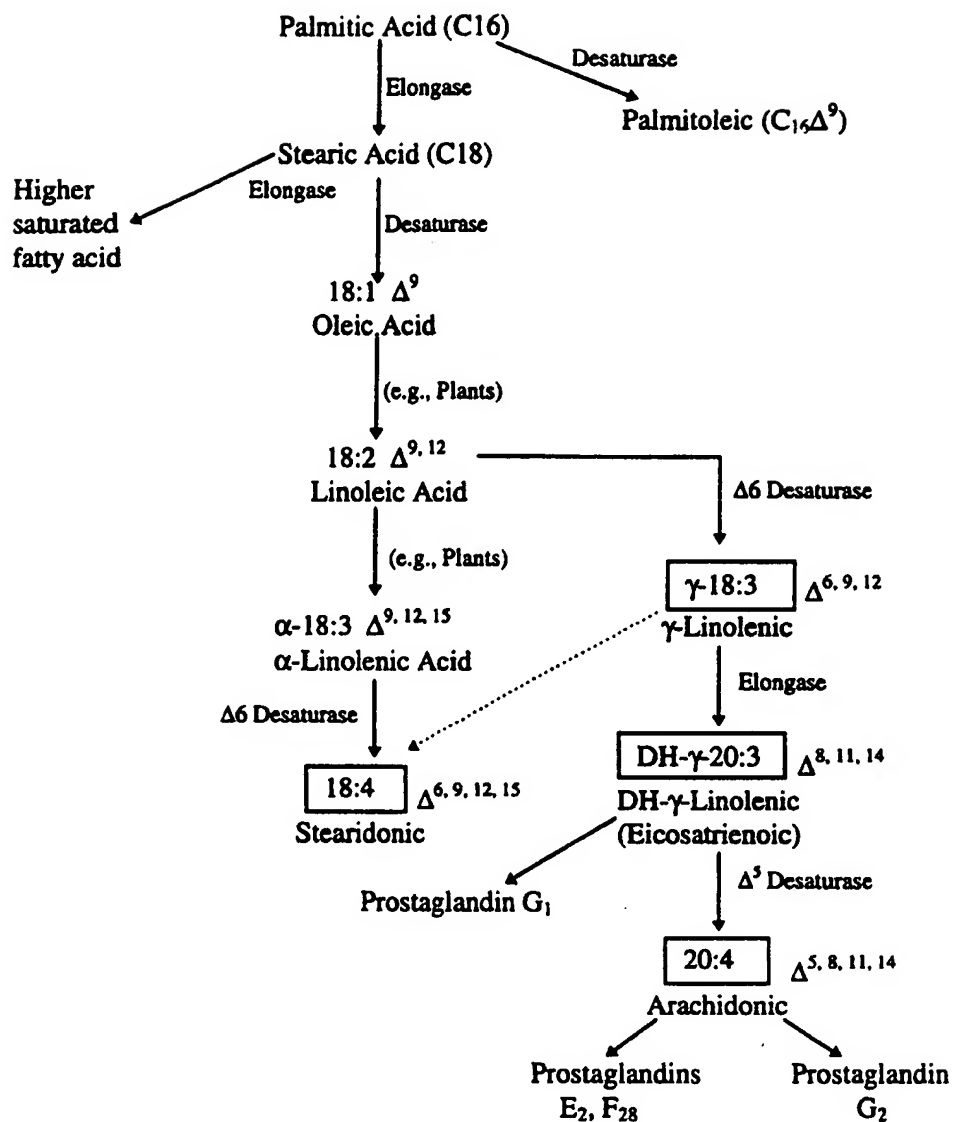 Palmitic Acid (C16)
Desaturase
Elongase
Palmitoleic (C₁₆Δ⁹)
Stearic Acid (C18)
Elongase
Higher
saturated
fatty acid
Desaturase
18:1 Δ⁹
Oleic Acid
(e.g., Plants)
18:2 Δ⁹, ¹²
Linoleic Acid
Δ6 Desaturase
(e.g., Plants)
γ-18:3 Δ⁶, ⁹, ¹²
γ-Linolenic
α-18:3 Δ⁹, ¹², ¹⁵
α-Linolenic Acid
Elongase
Δ6 Desaturase
DH-γ-20:3 Δ⁸, ¹¹, ¹⁴
DH-γ-Linolenic
(Eicosatrienoic)
18:4 Δ⁶, ⁹, ¹², ¹⁵
Stearidonic
Δ⁵ Desaturase
Prostaglandin G₁
20:4 Δ⁵, ⁸, ¹¹, ¹⁴
Arachidonic
Prostaglandins
E₂, F₂₈
Prostaglandin
G₂